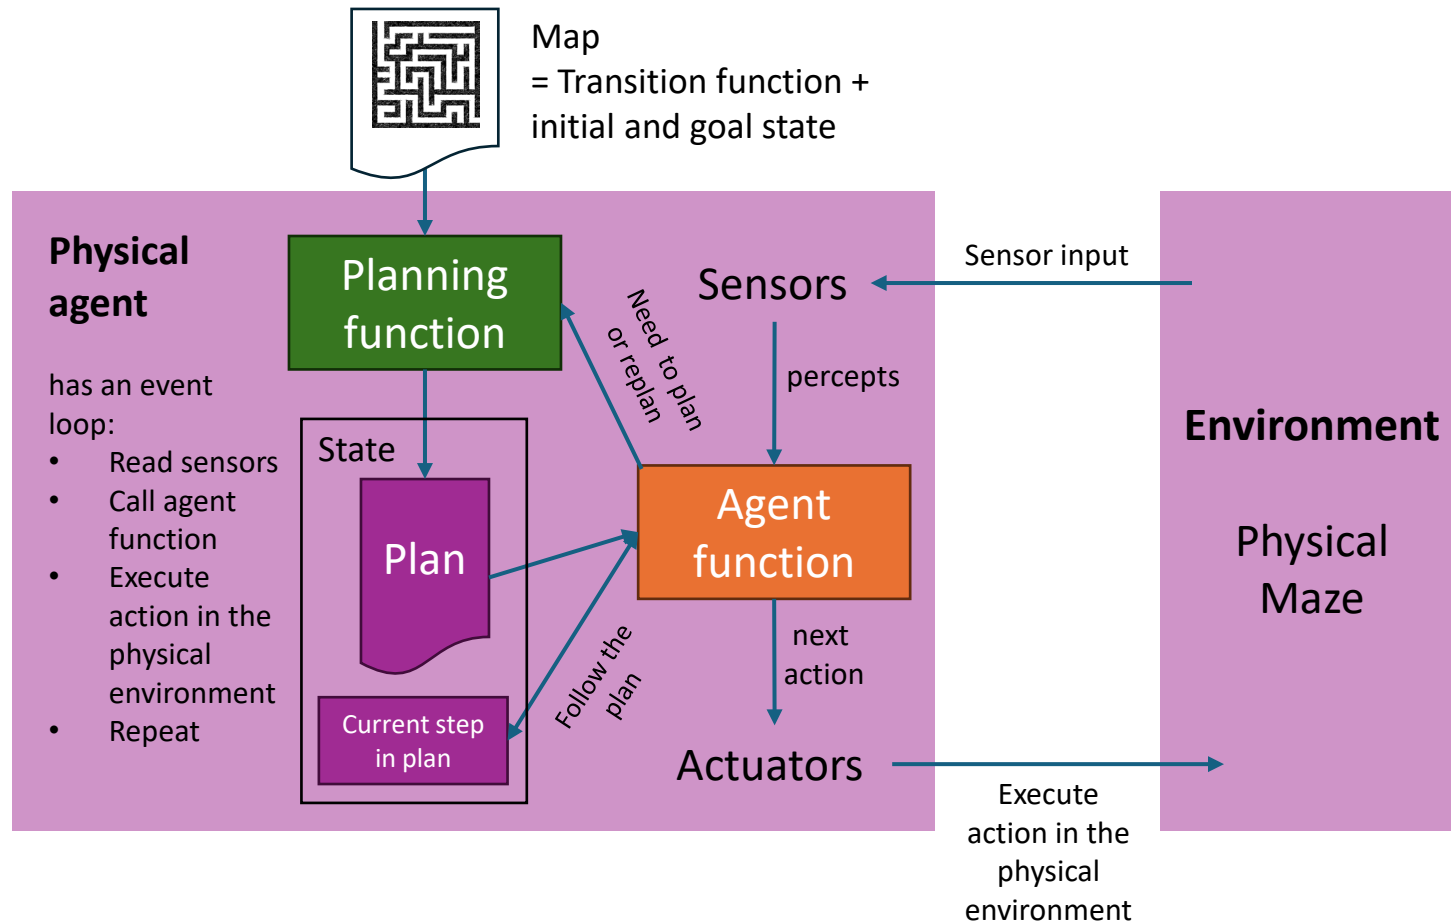 Map
= Transition function +
initial and goal state
Physical
agent
has an event
loop:
• Read sensors
• Call agent
function
• Execute
action in the
physical
environment
• Repeat
Planning
function
State
Plan
Current step
in plan
Need to plan
or replan
Follow the
plan
Sensors
percepts
Agent
function
next
action
Actuators
Sensor input
Execute
action in the
physical
environment
Environment
Physical
Maze